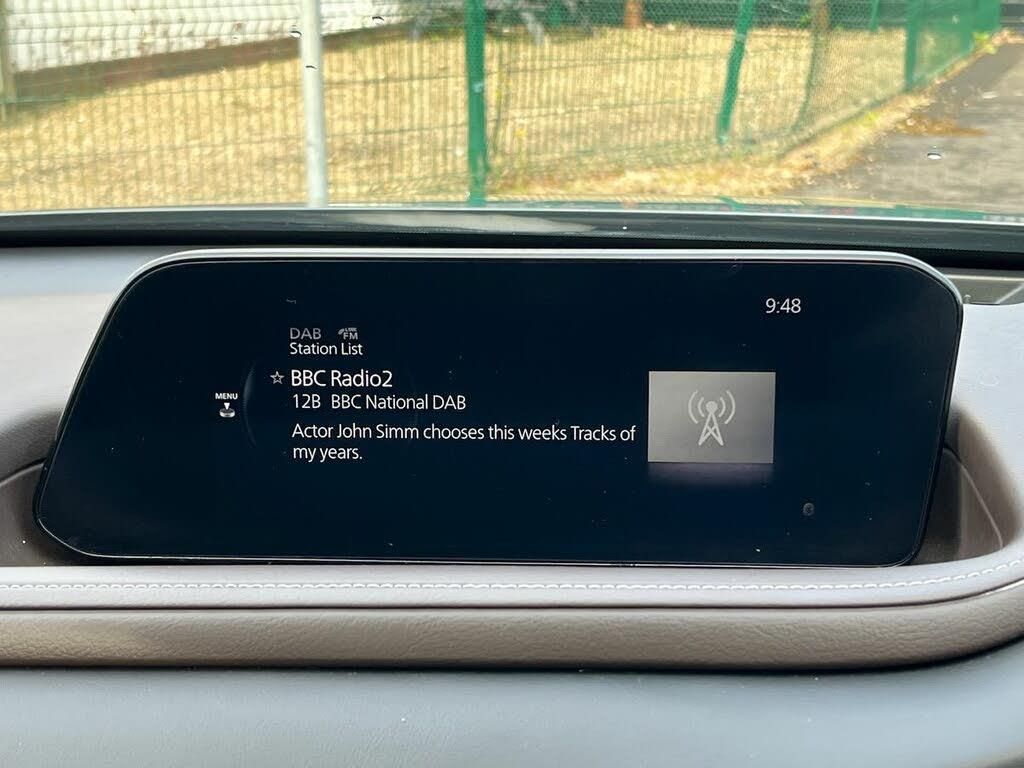 9:48
DAB LINK FM
Station List
MENU
☆ BBC Radio2
12B BBC National DAB
Actor John Simm chooses this weeks Tracks of
my years.